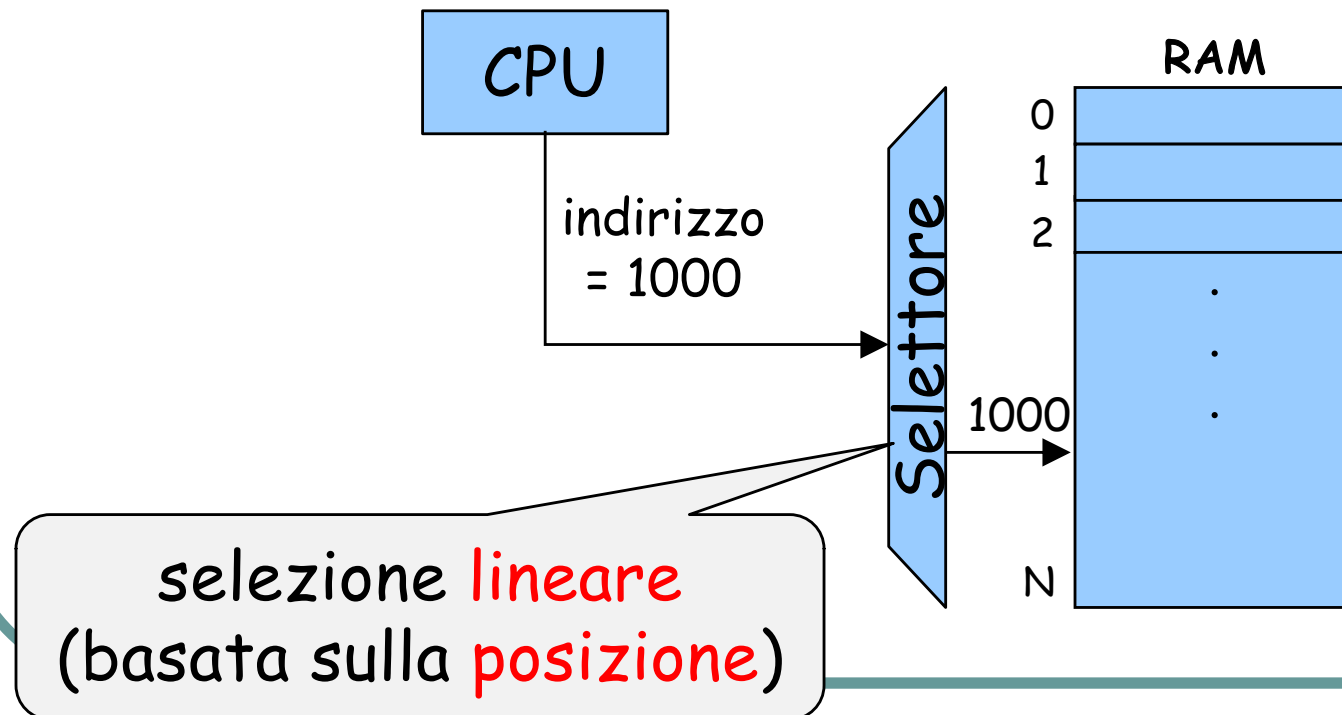 CPU
RAM
0
1
2
indirizzo
= 1000
Selettore
1000
.
.
.
N
selezione lineare
(basata sulla posizione)